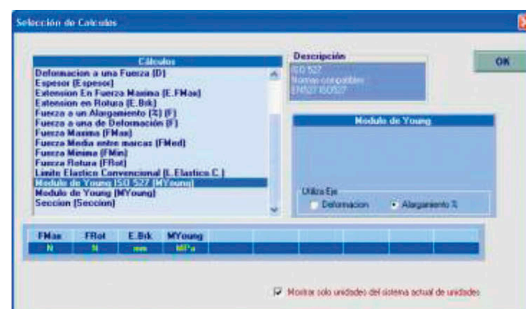 Selección de Calculos
Cálculos
Deformacion a una Fuerza (D)
Espesor (Espesor)
Extension En Fuerza Maxima (E.FMax)
Extension en Rotura (E.Brk)
Fuerza a un Alargamiento (%) (F)
Fuerza a una de Deformación (F)
Fuerza Maxima (FMax)
Fuerza Media entre marcas (FMed)
Fuerza Minima (FMin)
Fuerza Rotura (FRot)
Limite Elastico Convencional (L.Elastico C.)
Modulo de Young ISO 527 (MYoung)
Modulo de Young (MYoung)
Seccion (Seccion)
Descripción
ISO 527
Normas compatibles
EN527 ISO527
OK
Modulo de Young
Utiliza Eje
Deformacion
Alargamiento %
FMax FRot E.Brk MYoung
N N mm MPa
Mostrar solo unidades del sistema actual de unidades